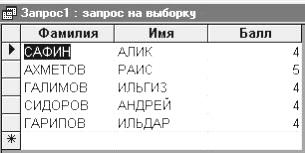 Запрос1 : запрос на выборку
Фамилия Имя Балл
САФИН АЛИК 4
АХМЕТОВ РАИС 5
ГАЛИМОВ ИЛЬГИЗ 4
СИДОРОВ АНДРЕЙ 4
ГАРИПОВ ИЛЬДАР 4